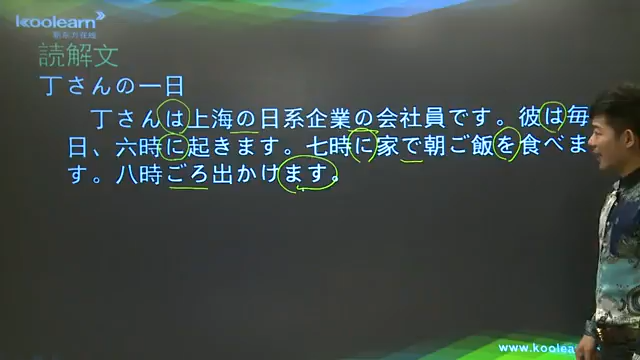 koolearn
新东方在线
読解文
丁さんの一日
丁さんは上海の日系企業の会社員です。彼は毎
日、六時に起きます。七時に家で朝ご飯を食べま
す。八時ごろ出かけます。
www.koolearn